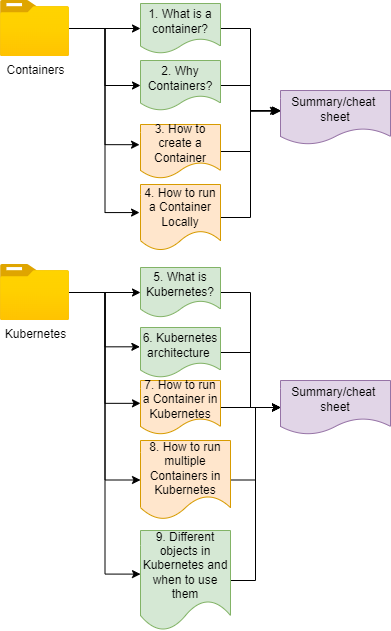 1. What is a
container?
Containers
2. Why
Containers?
Summary/cheat
sheet
3. How to
create a
Container
4. How to run
a Container
Locally
5. What is
Kubernetes?
Kubernetes
6. Kubernetes
architecture
7. How to run
a Container in
Kubernetes
Summary/cheat
sheet
8. How to run
multiple
Containers in
Kubernetes
9. Different
objects in
Kubernetes and
when to use
them